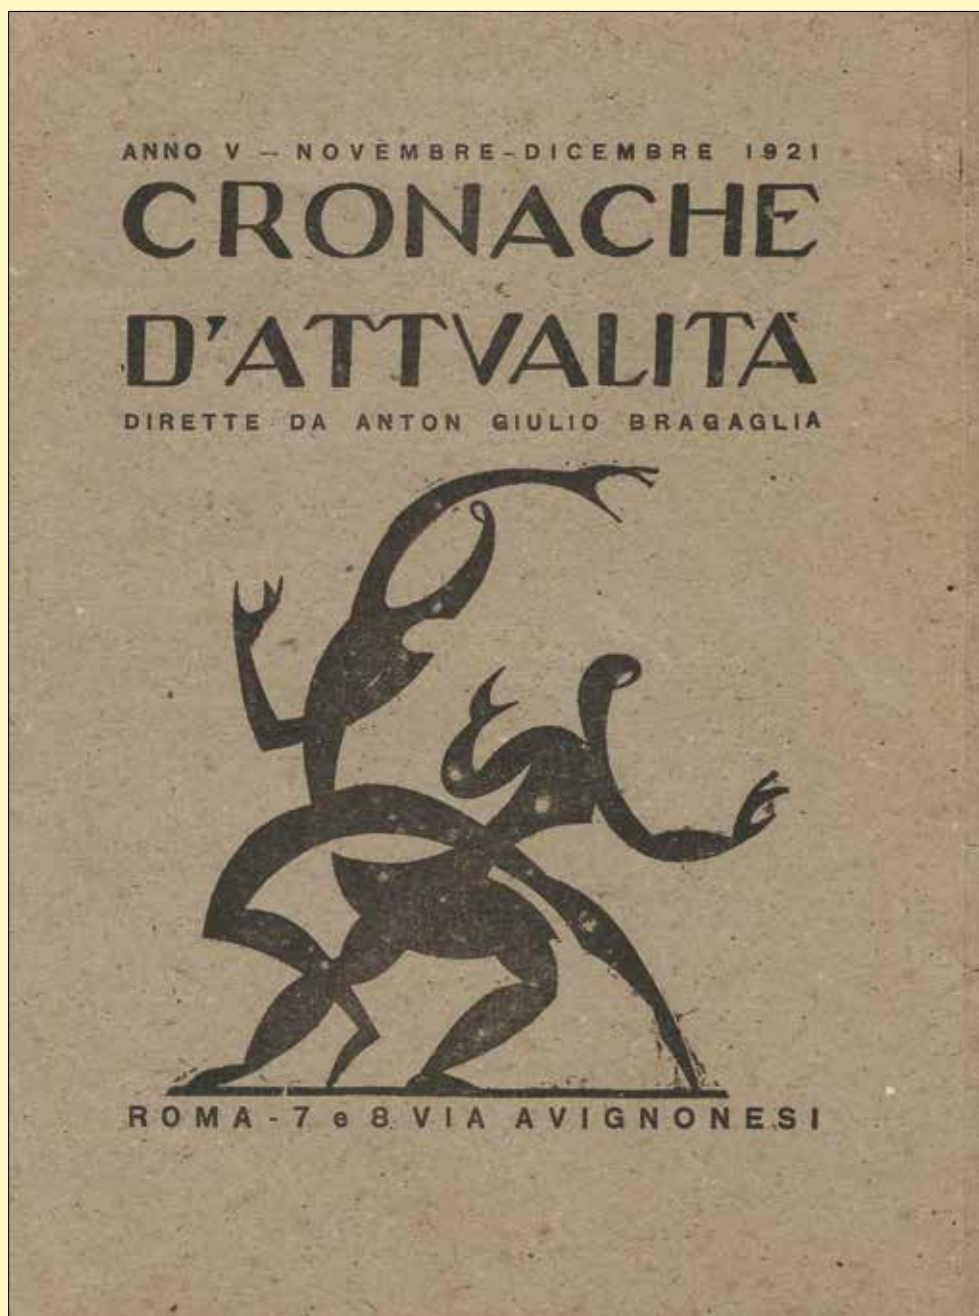 ANNO V — NOVEMBRE-DICEMBRE 1921
CRONACHE
D'ATTVALITÀ
DIRETTE DA ANTON GIULIO BRAGAGLIA
ROMA - 7 e 8 VIA AVIGNONESI